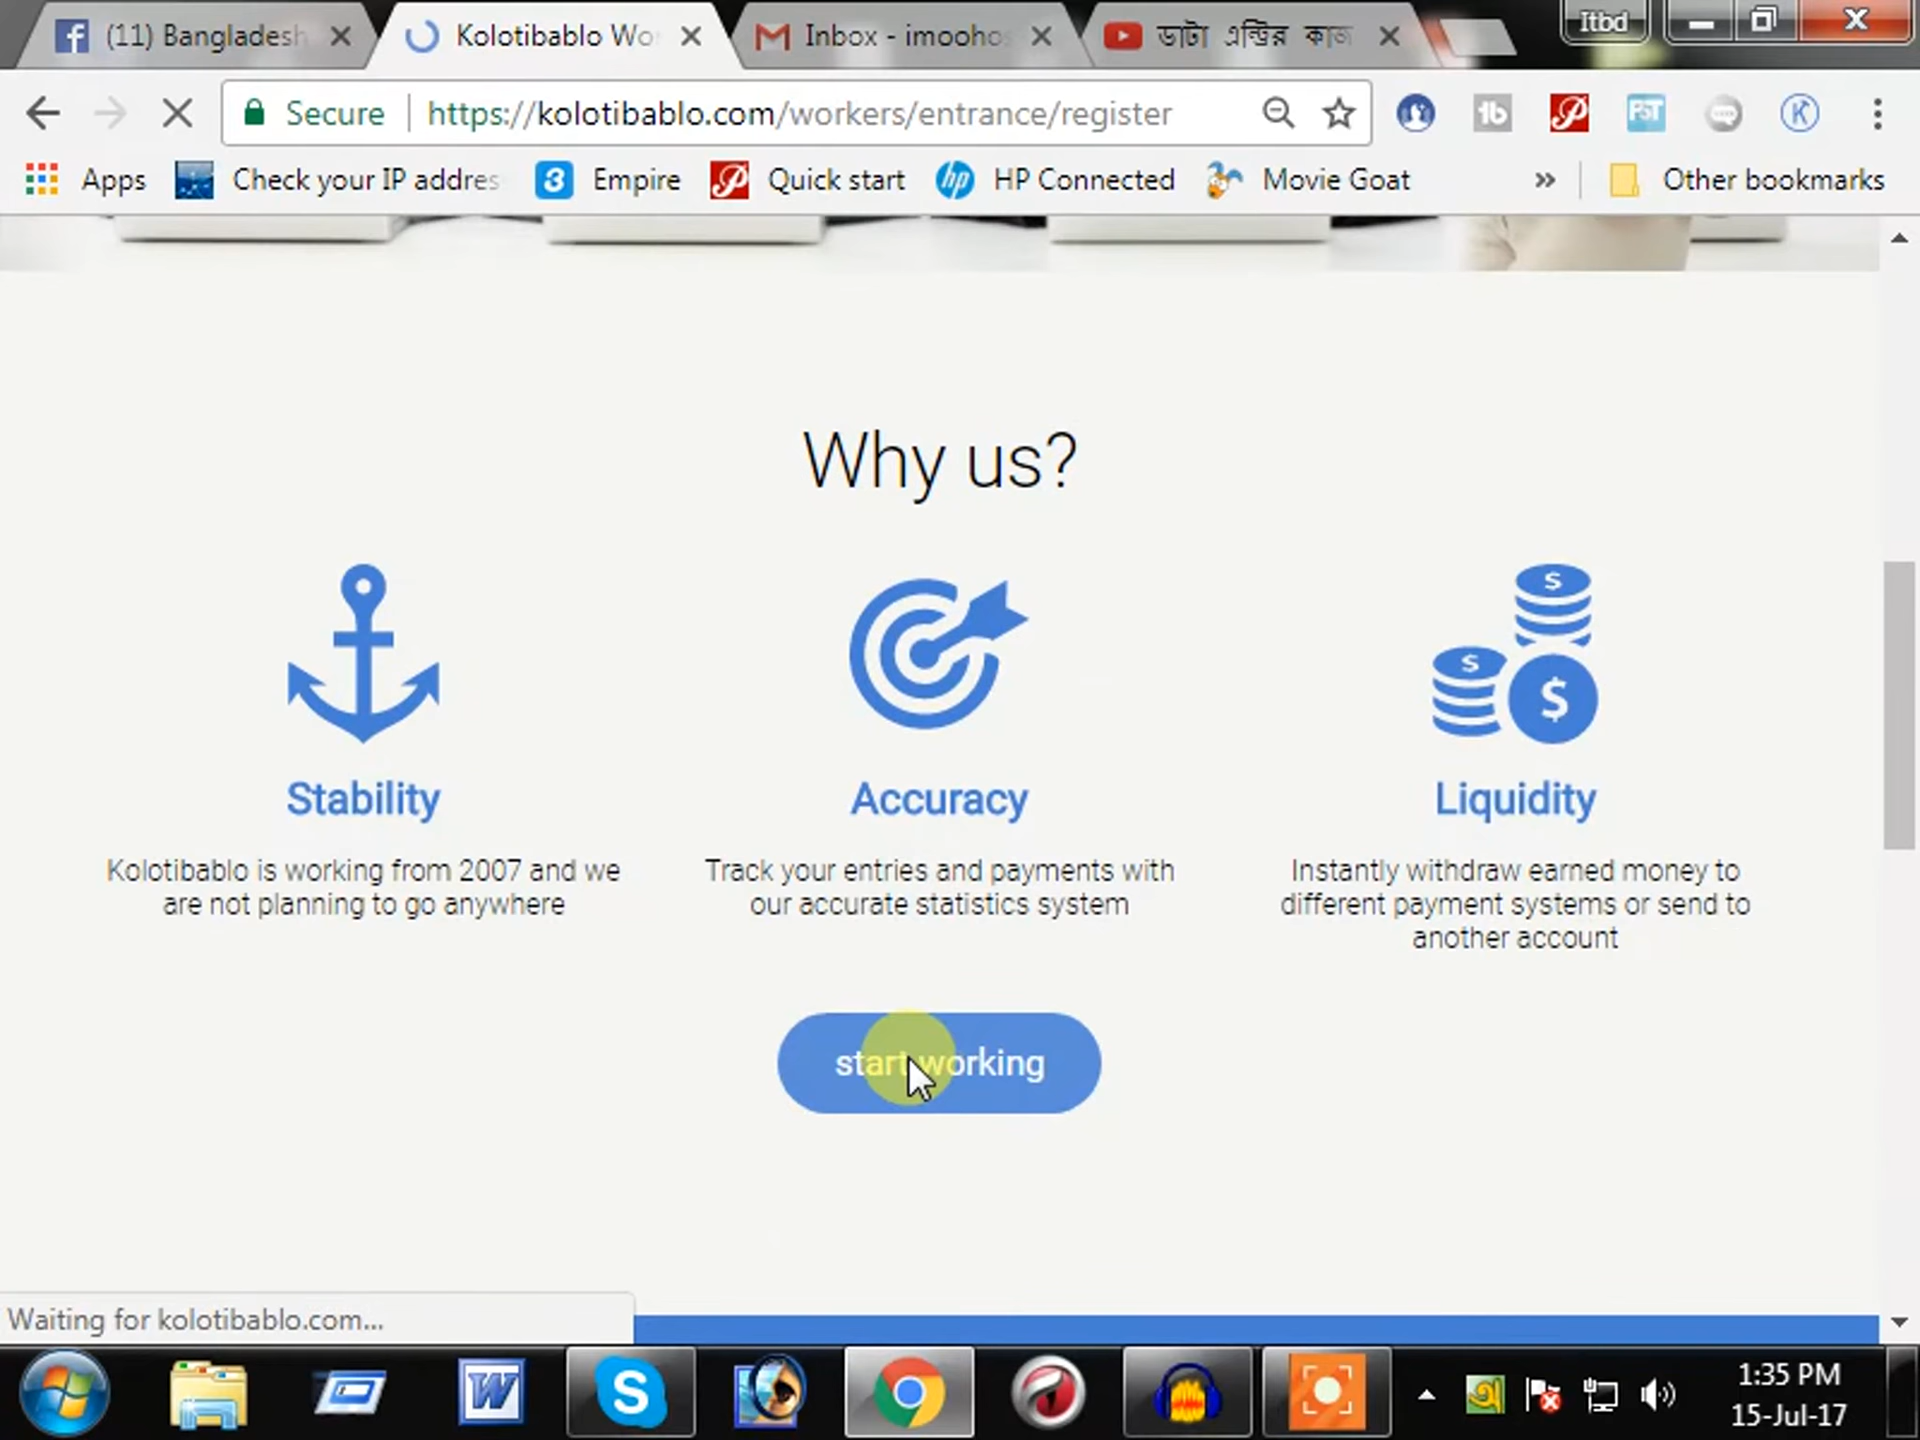 (11) Bangladesh
Kolotibablo Wo
Inbox - imooho
ডাটা এন্ট্রির কাজ
Itbd
Secure
https://kolotibablo.com/workers/entrance/register
Apps
Check your IP addres
Empire
Quick start
HP Connected
Movie Goat
»
Other bookmarks
Why us?
Stability
Kolotibablo is working from 2007 and we
are not planning to go anywhere
Accuracy
Track your entries and payments with
our accurate statistics system
Liquidity
Instantly withdraw earned money to
different payment systems or send to
another account
start working
Waiting for kolotibablo.com...
1:35 PM
15-Jul-17